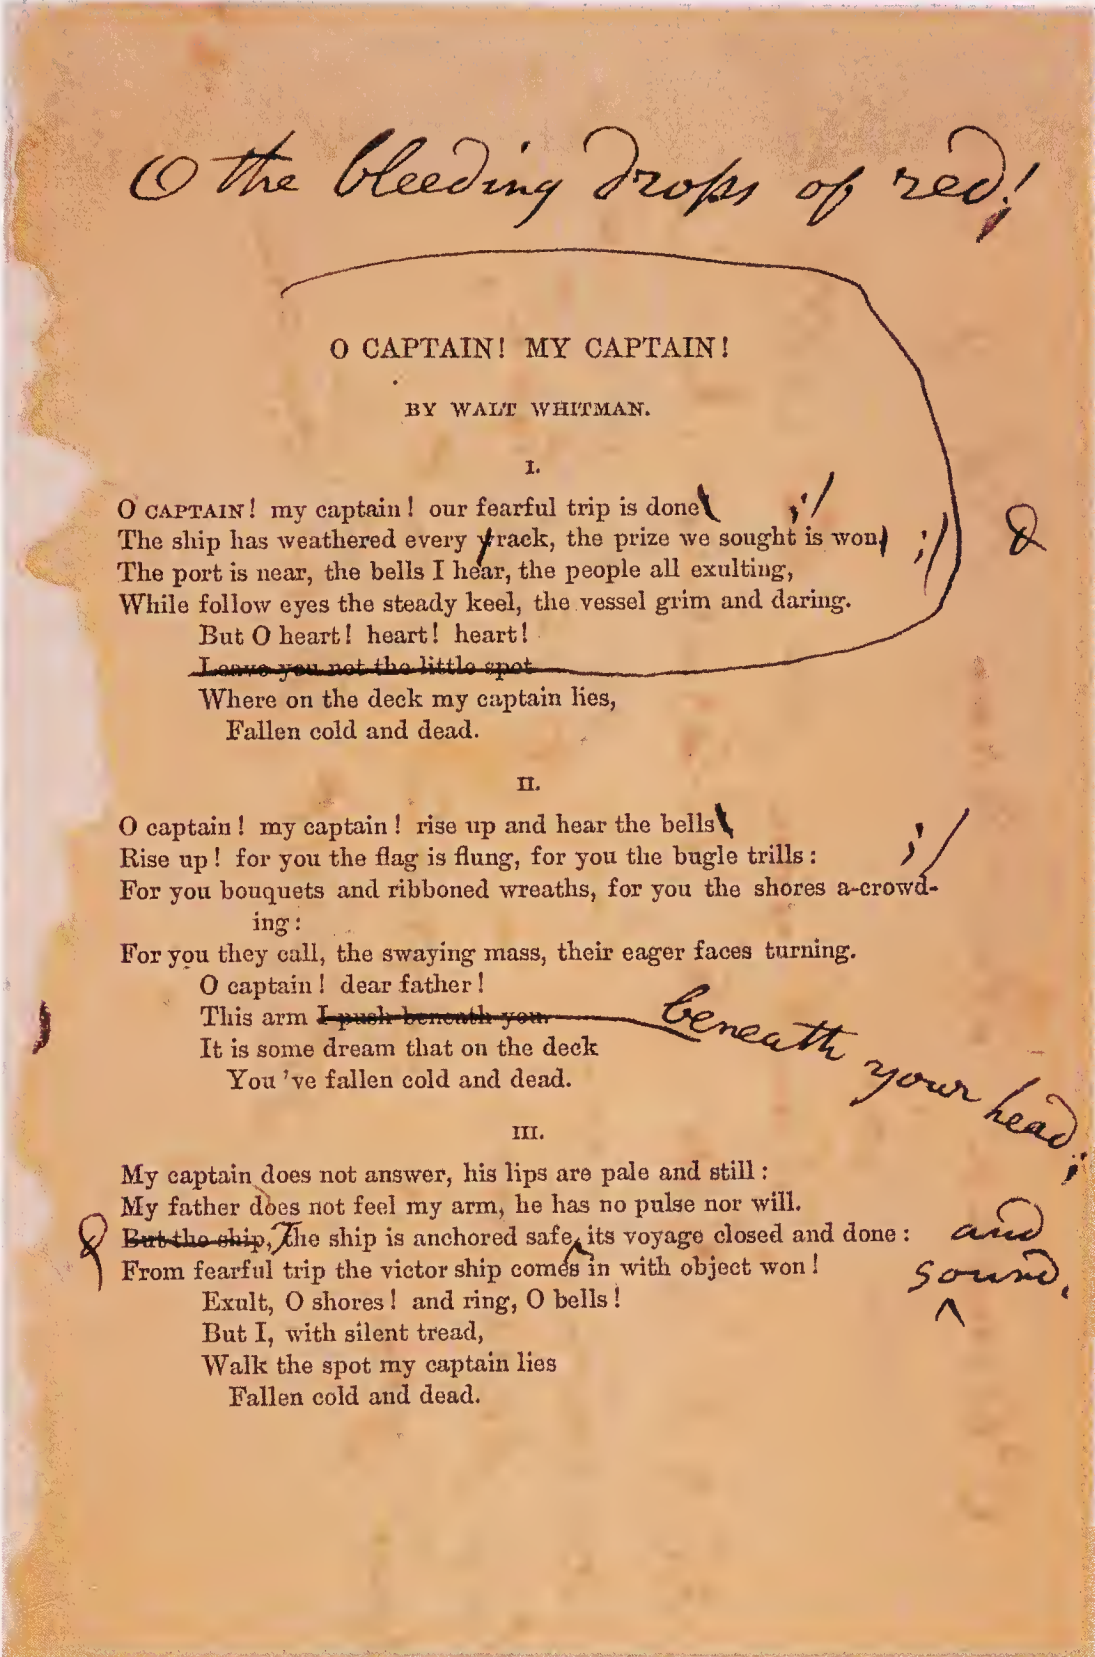 O the bleeding drops of red!
O CAPTAIN! MY CAPTAIN!
BY WALT WHITMAN.
I.
O CAPTAIN! my captain! our fearful trip is done ;/
The ship has weathered every wrack, the prize we sought is won, ;/
The port is near, the bells I hear, the people all exulting,
While follow eyes the steady keel, the vessel grim and daring.
But O heart! heart! heart!
Leave you not the little spot
Where on the deck my captain lies,
Fallen cold and dead.
II.
O captain! my captain! rise up and hear the bells ;/
Rise up! for you the flag is flung, for you the bugle trills:
For you bouquets and ribboned wreaths, for you the shores a-crowd-
ing:
For you they call, the swaying mass, their eager faces turning.
O captain! dear father!
This arm I push beneath you. beneath your head;
It is some dream that on the deck
You 've fallen cold and dead.
III.
My captain does not answer, his lips are pale and still:
My father does not feel my arm, he has no pulse nor will.
But the ship, The ship is anchored safe, its voyage closed and done: and
From fearful trip the victor ship comes in with object won! sound,
Exult, O shores! and ring, O bells!
But I, with silent tread,
Walk the spot my captain lies
Fallen cold and dead.